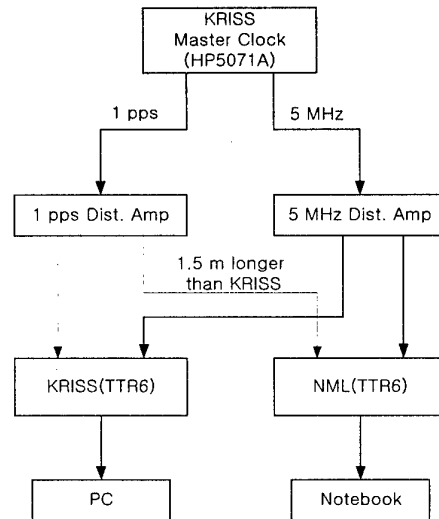 KRISS
Master Clock
(HP5071A)
1 pps
5 MHz
1 pps Dist. Amp
5 MHz Dist. Amp
1.5 m longer
than KRISS
KRISS(TTR6)
NML(TTR6)
PC
Notebook